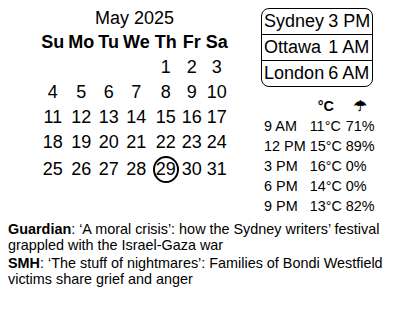 May 2025
Su Mo Tu We Th Fr Sa
1 2 3
4 5 6 7 8 9 10
11 12 13 14 15 16 17
18 19 20 21 22 23 24
25 26 27 28 29 30 31
Sydney 3 PM
Ottawa 1 AM
London 6 AM
°C ☂
9 AM 11°C 71%
12 PM 15°C 89%
3 PM 16°C 0%
6 PM 14°C 0%
9 PM 13°C 82%
Guardian: ‘A moral crisis’: how the Sydney writers’ festival
grappled with the Israel-Gaza war
SMH: ‘The stuff of nightmares’: Families of Bondi Westfield
victims share grief and anger